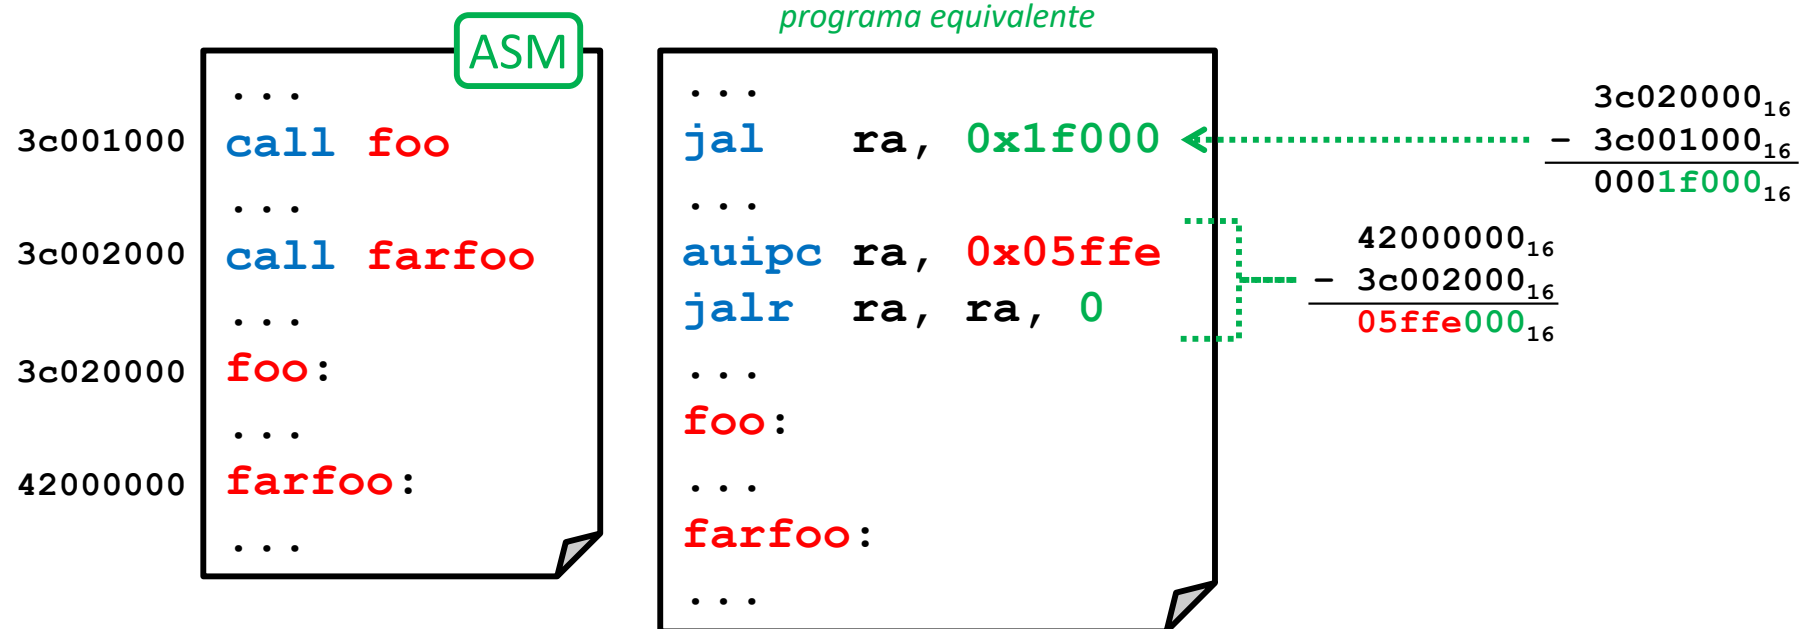 programa equivalente
ASM
...
3c001000 call foo
...
3c002000 call farfoo
...
3c020000 foo:
...
42000000 farfoo:
...
...
jal ra, 0x1f000
...
auipc ra, 0x05ffe
jalr ra, ra, 0
...
foo:
...
farfoo:
...
3c020000₁₆
- 3c001000₁₆
0001f000₁₆
42000000₁₆
- 3c002000₁₆
05ffe000₁₆